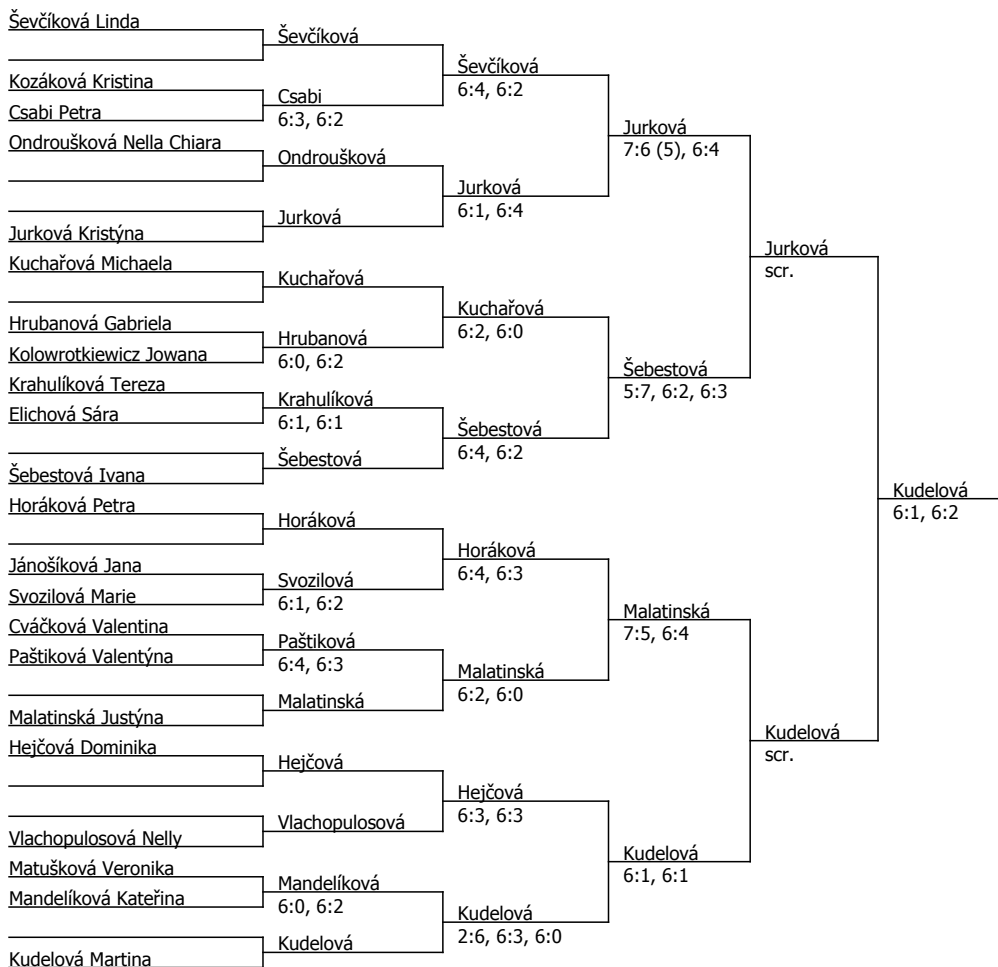 Ševčíková Linda
Kozáková Kristina
Csabi Petra
Ondroušková Nella Chiara
Jurková Kristýna
Kuchařová Michaela
Hrubanová Gabriela
Kolowrotkiewicz Jowana
Krahulíková Tereza
Elichová Sára
Šebestová Ivana
Horáková Petra
Jánošíková Jana
Svozilová Marie
Cváčková Valentina
Paštiková Valentýna
Malatinská Justýna
Hejčová Dominika
Vlachopulosová Nelly
Matušková Veronika
Mandelíková Kateřina
Kudelová Martina
Ševčíková
Csabi
6:3, 6:2
Ondroušková
Jurková
Kuchařová
Hrubanová
6:0, 6:2
Krahulíková
6:1, 6:1
Šebestová
Horáková
Svozilová
6:1, 6:2
Paštiková
6:4, 6:3
Malatinská
Hejčová
Vlachopulosová
Mandelíková
6:0, 6:2
Kudelová
Ševčíková
6:4, 6:2
Jurková
6:1, 6:4
Kuchařová
6:2, 6:0
Šebestová
6:4, 6:2
Horáková
6:4, 6:3
Malatinská
6:2, 6:0
Hejčová
6:3, 6:3
Kudelová
2:6, 6:3, 6:0
Jurková
7:6 (5), 6:4
Šebestová
5:7, 6:2, 6:3
Malatinská
7:5, 6:4
Kudelová
6:1, 6:1
Jurková
scr.
Kudelová
scr.
Kudelová
6:1, 6:2